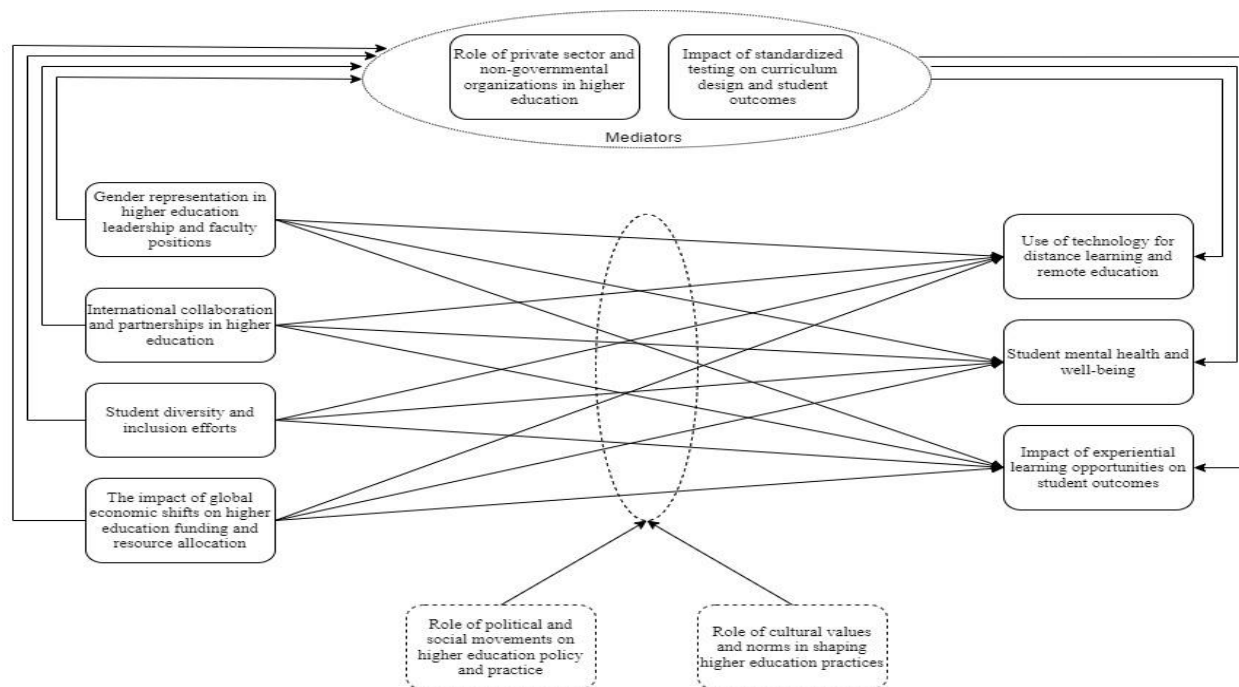 Role of private sector and
non-governmental
organizations in higher
education
Impact of standardized
testing on curriculum
design and student
outcomes
Mediators
Gender representation in
higher education
leadership and faculty
positions
International collaboration
and partnerships in higher
education
Student diversity and
inclusion efforts
The impact of global
economic shifts on higher
education funding and
resource allocation
Use of technology for
distance learning and
remote education
Student mental health and
well-being
Impact of experiential
learning opportunities on
student outcomes
Role of political and
social movements on
higher education policy
and practice
Role of cultural values
and norms in shaping
higher education practices